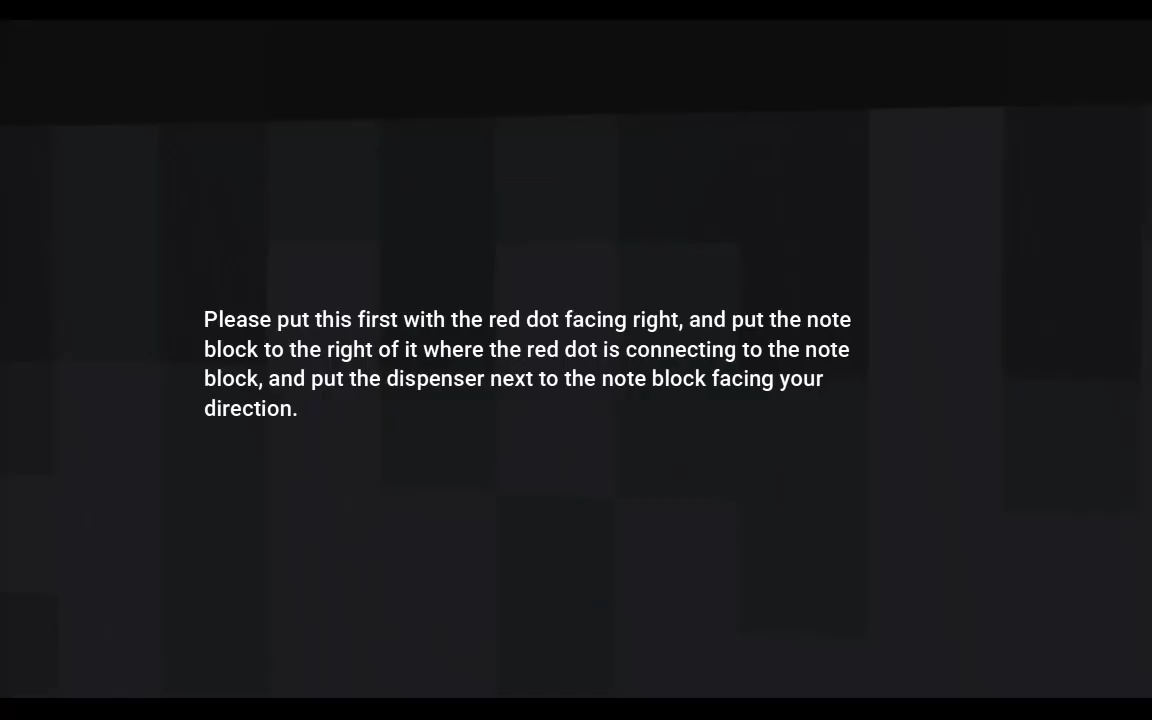 Please put this first with the red dot facing right, and put the note
block to the right of it where the red dot is connecting to the note
block, and put the dispenser next to the note block facing your
direction.